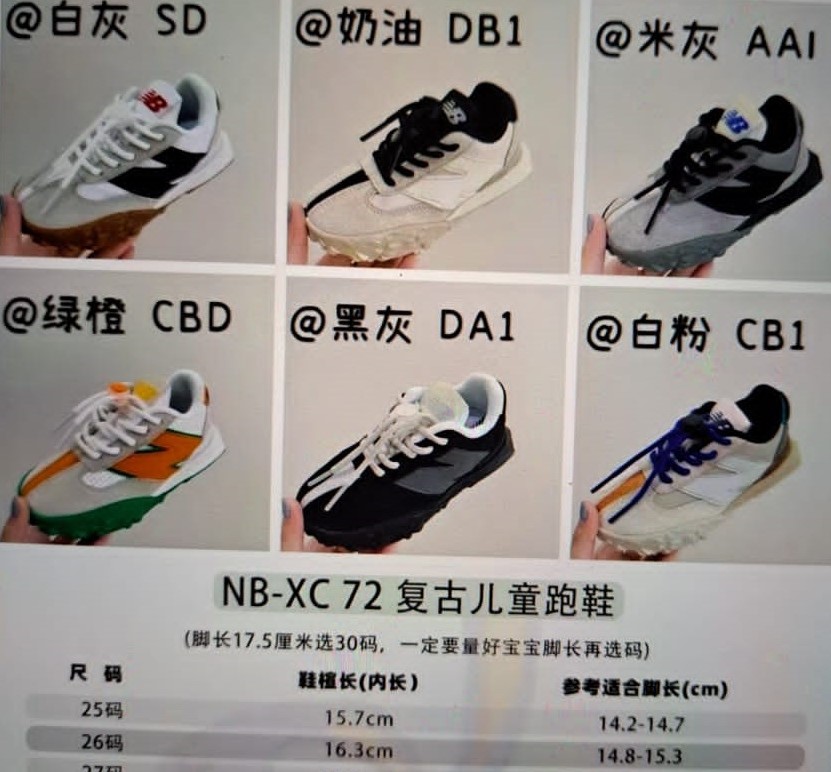 @白灰 SD
@奶油 DB1
@米灰 AA1
@绿橙 CBD
@黑灰 DA1
@白粉 CB1
NB-XC 72 复古儿童跑鞋
(脚长17.5厘米选30码，一定要量好宝宝脚长再选码)
尺 码 鞋楦长(内长) 参考适合脚长(cm)
25码 15.7cm 14.2-14.7
26码 16.3cm 14.8-15.3
27码